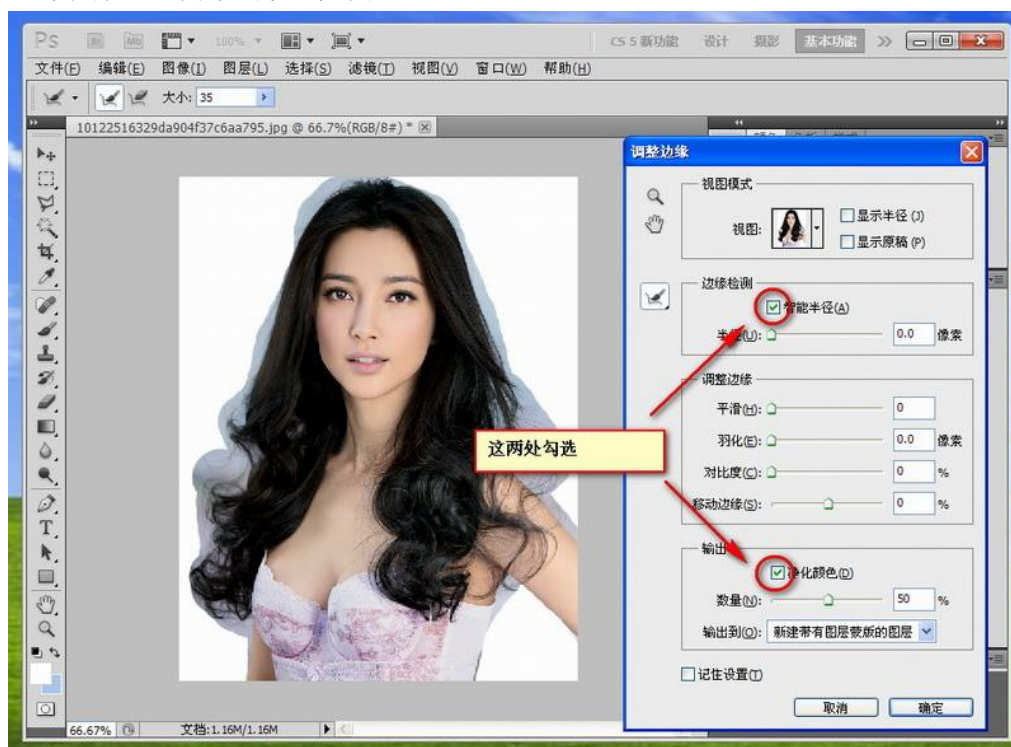 Ps Br Mb 100% CS 5 新功能 设计 摄影 基本功能 >>
文件(F) 编辑(E) 图像(I) 图层(L) 选择(S) 滤镜(T) 视图(V) 窗口(W) 帮助(H)
大小: 35
10122516329da904f37c6aa795.jpg @ 66.7%(RGB/8#) *
调整边缘
视图模式
视图:
显示半径 (J)
显示原稿 (P)
边缘检测
智能半径(A)
半径(U): 0.0 像素
调整边缘
平滑(H): 0
羽化(E): 0.0 像素
这两处勾选
对比度(C): 0 %
移动边缘(S): 0 %
输出
净化颜色(D)
数量(N): 50 %
输出到(O): 新建带有图层蒙版的图层
记住设置(T)
取消 确定
66.67% 文档:1.16M/1.16M